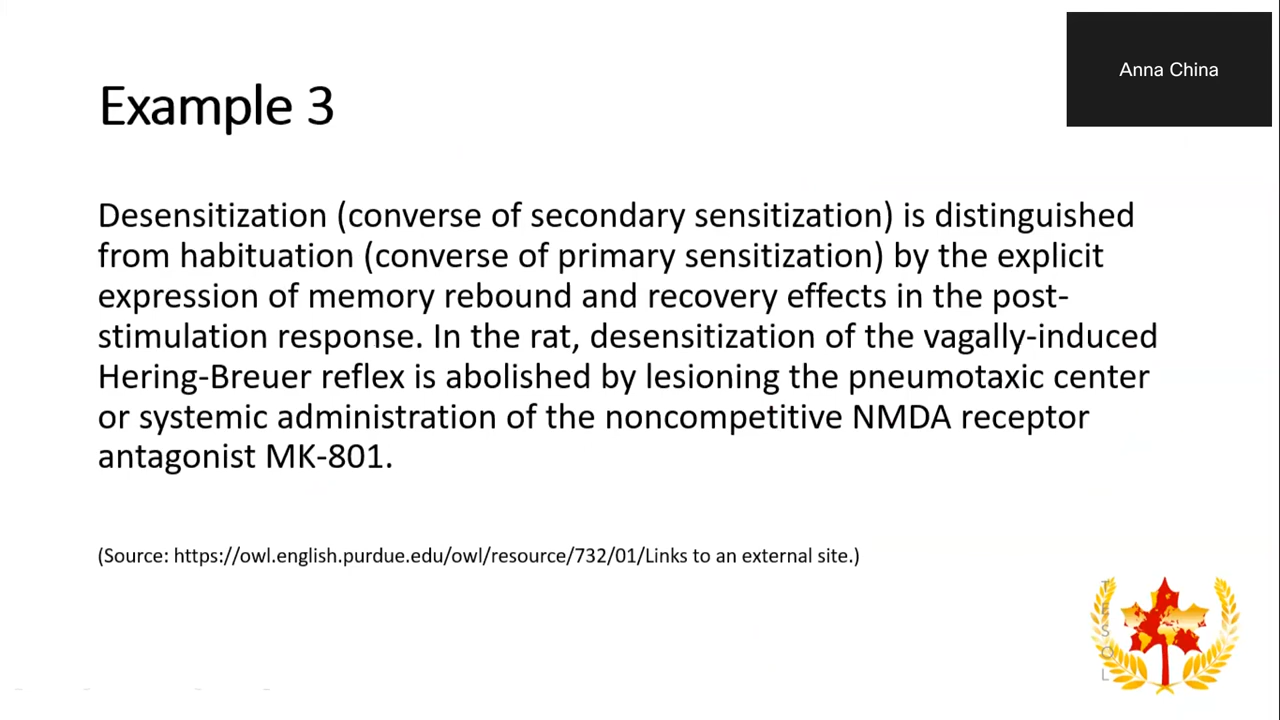 Anna China
Example 3
Desensitization (converse of secondary sensitization) is distinguished
from habituation (converse of primary sensitization) by the explicit
expression of memory rebound and recovery effects in the post-
stimulation response. In the rat, desensitization of the vagally-induced
Hering-Breuer reflex is abolished by lesioning the pneumotaxic center
or systemic administration of the noncompetitive NMDA receptor
antagonist MK-801.
(Source: https://owl.english.purdue.edu/owl/resource/732/01/Links to an external site.)
TESOL